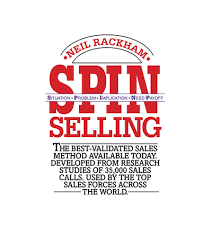 • NEIL RACKHAM •
SPIN
SITUATION • PROBLEM • IMPLICATION • NEED PAYOFF
SELLING
THE BEST-VALIDATED SALES
METHOD AVAILABLE TODAY.
DEVELOPED FROM RESEARCH
STUDIES OF 35,000 SALES
CALLS. USED BY THE TOP
SALES FORCES ACROSS
THE WORLD.